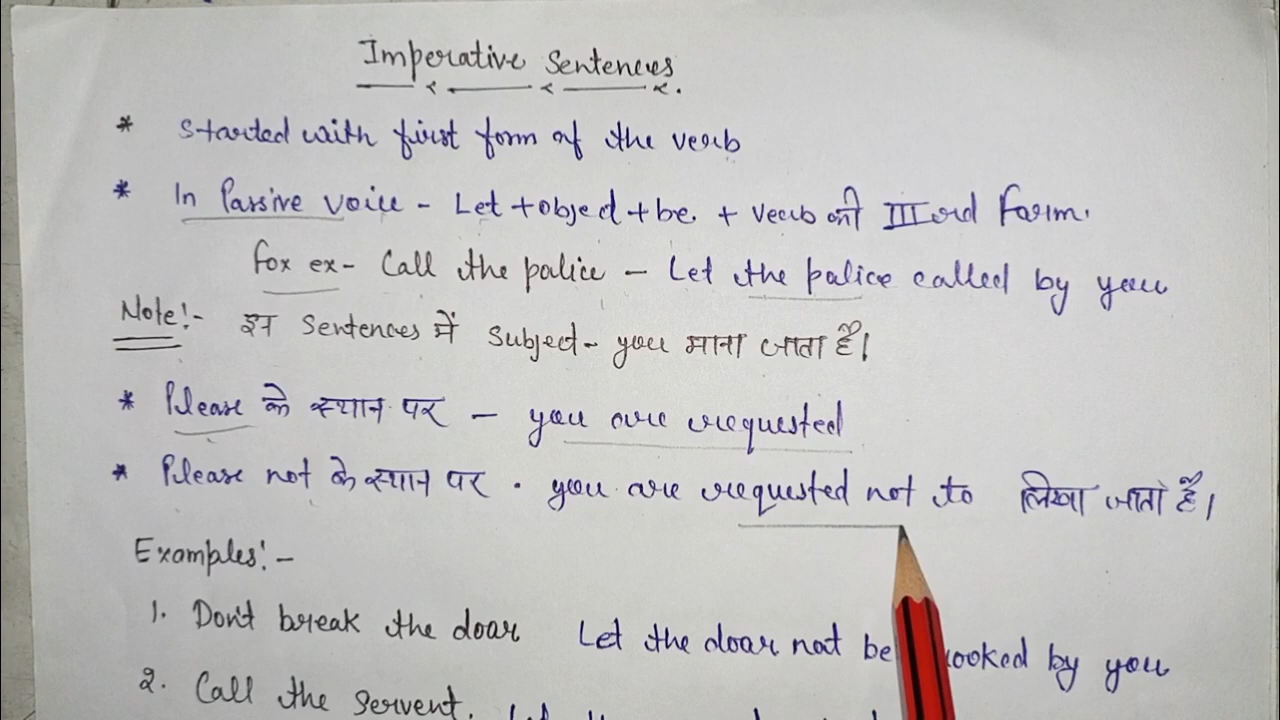 Imperative Sentences
* Started with first form of the verb
* In Passive voice - Let + object + be + verb की IIIrd form.
for ex - Call the police - Let the police called by you
Note:- इन Sentences में Subject - you माना जाता है।
* Please के स्थान पर - you are requested
* Please not के स्थान पर . you are requested not to लिखा जाता है।
Examples:-
1. Don't break the door Let the door not be by you
2. Call the Servent.